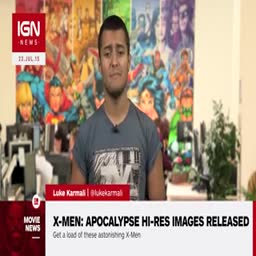 IGN
NEWS
22.JUL.15
Luke Karmali | @lukekarmali
MOVIE NEWS
X-MEN: APOCALYPSE HI-RES IMAGES RELEASED
Get a load of these astonishing X-Men